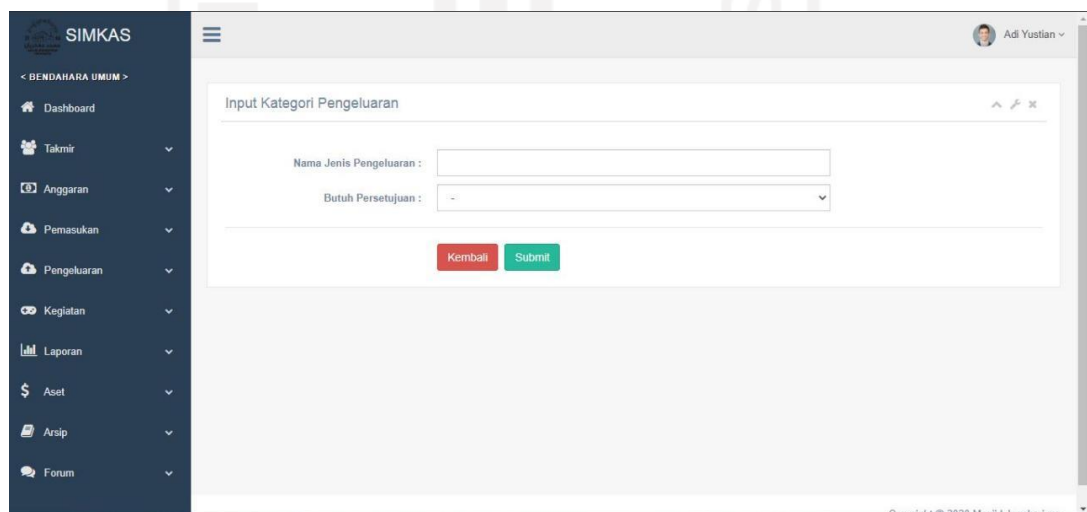 SIMKAS
Adi Yustian
< BENDAHARA UMUM >
Dashboard
Takmir
Anggaran
Pemasukan
Pengeluaran
Kegiatan
Laporan
Aset
Arsip
Forum
Input Kategori Pengeluaran
Nama Jenis Pengeluaran :
Butuh Persetujuan :
-
Kembali
Submit